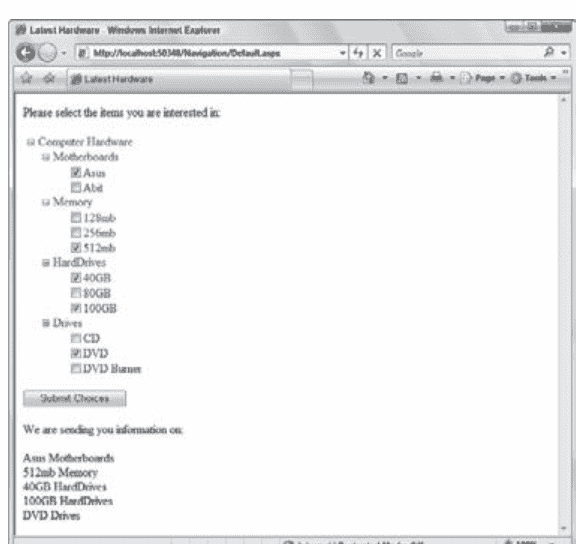 Latest Hardware - Windows Internet Explorer
http://localhost:50348/Navigation/Default.aspx
Google
Latest Hardware
Page
Tools
Please select the items you are interested in:
Computer Hardware
Motherboards
Asus
Abit
Memory
128mb
256mb
512mb
HardDrives
40GB
80GB
100GB
Drives
CD
DVD
DVD Burner
Submit Choices
We are sending you information on:
Asus Motherboards
512mb Memory
40GB HardDrives
100GB HardDrives
DVD Drives
100%